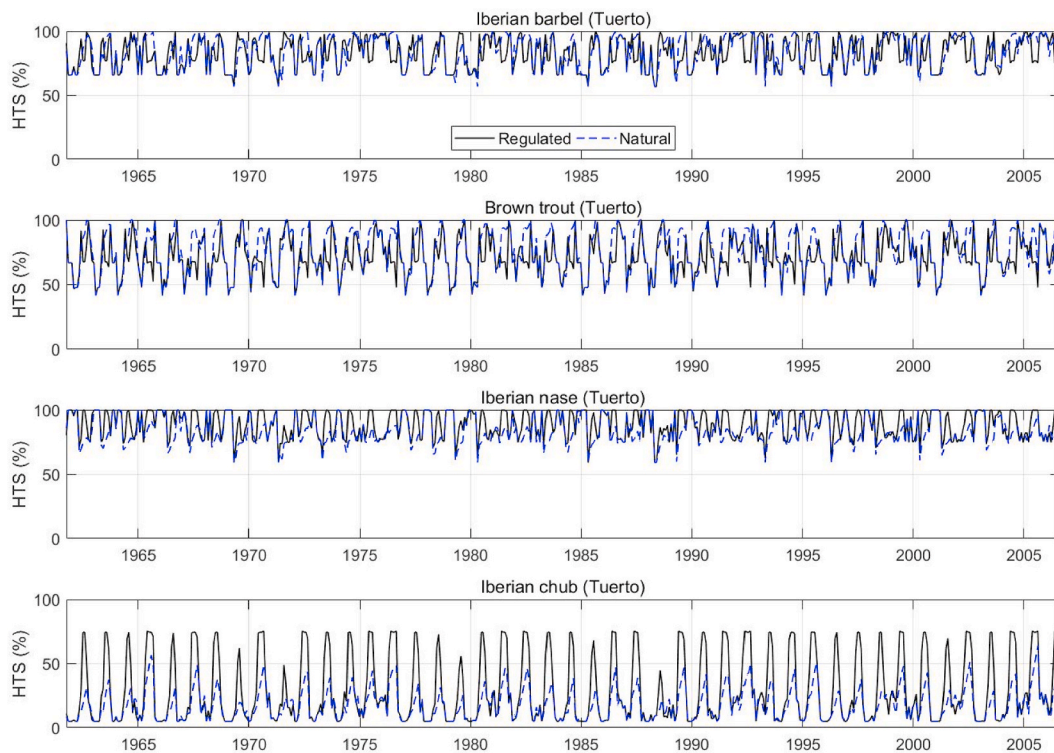 Iberian barbel (Tuerto)
HTS (%)
100
50
0
Regulated Natural
1965 1970 1975 1980 1985 1990 1995 2000 2005
Brown trout (Tuerto)
HTS (%)
100
50
0
1965 1970 1975 1980 1985 1990 1995 2000 2005
Iberian nase (Tuerto)
HTS (%)
100
50
0
1965 1970 1975 1980 1985 1990 1995 2000 2005
Iberian chub (Tuerto)
HTS (%)
100
50
0
1965 1970 1975 1980 1985 1990 1995 2000 2005